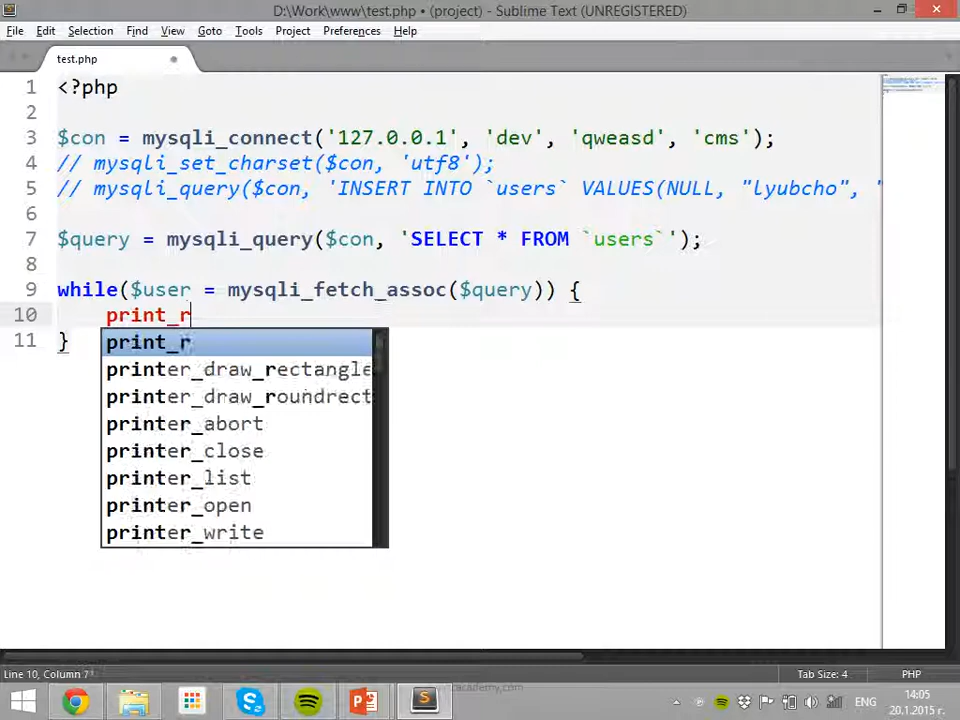 D:\Work\www\test.php • (project) - Sublime Text (UNREGISTERED)
File Edit Selection Find View Goto Tools Project Preferences Help
test.php
1 <?php
2
3 $con = mysqli_connect('127.0.0.1', 'dev', 'qweasd', 'cms');
4 // mysqli_set_charset($con, 'utf8');
5 // mysqli_query($con, 'INSERT INTO `users` VALUES(NULL, "lyubcho", "
6
7 $query = mysqli_query($con, 'SELECT * FROM `users`');
8
9 while($user = mysqli_fetch_assoc($query)) {
10 print_r
11 }
print_r
printer_draw_rectangle
printer_draw_roundrect
printer_abort
printer_close
printer_list
printer_open
printer_write
Line 10, Column 7
Tab Size: 4 PHP
ENG
14:05
20.1.2015 г.